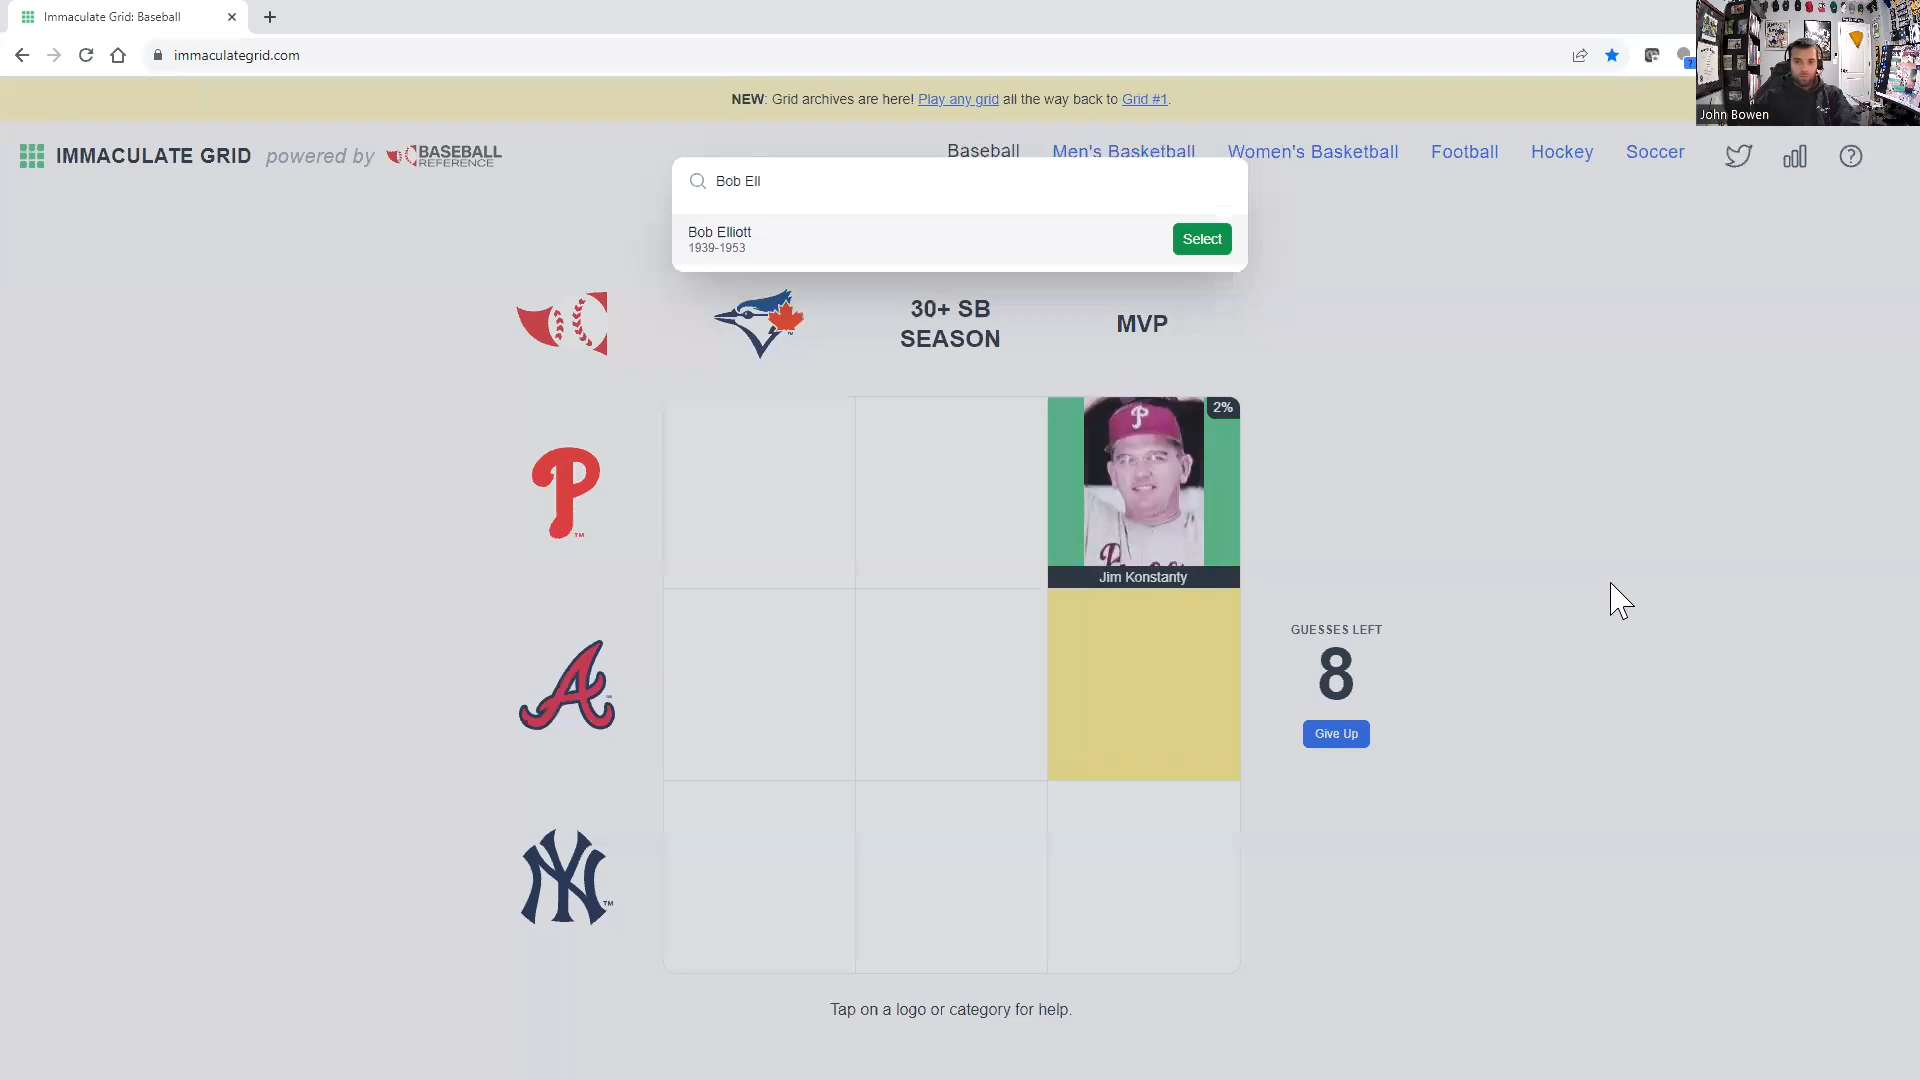 Immaculate Grid: Baseball
immaculategrid.com
John Bowen
NEW: Grid archives are here! Play any grid all the way back to Grid #1.
IMMACULATE GRID powered by BASEBALL REFERENCE
Baseball Men's Basketball Women's Basketball Football Hockey Soccer
Bob Ell
Bob Elliott
1939-1953
Select
30+ SB
SEASON
MVP
2%
P
Jim Konstanty
A
GUESSES LEFT
8
Give Up
NY
Tap on a logo or category for help.